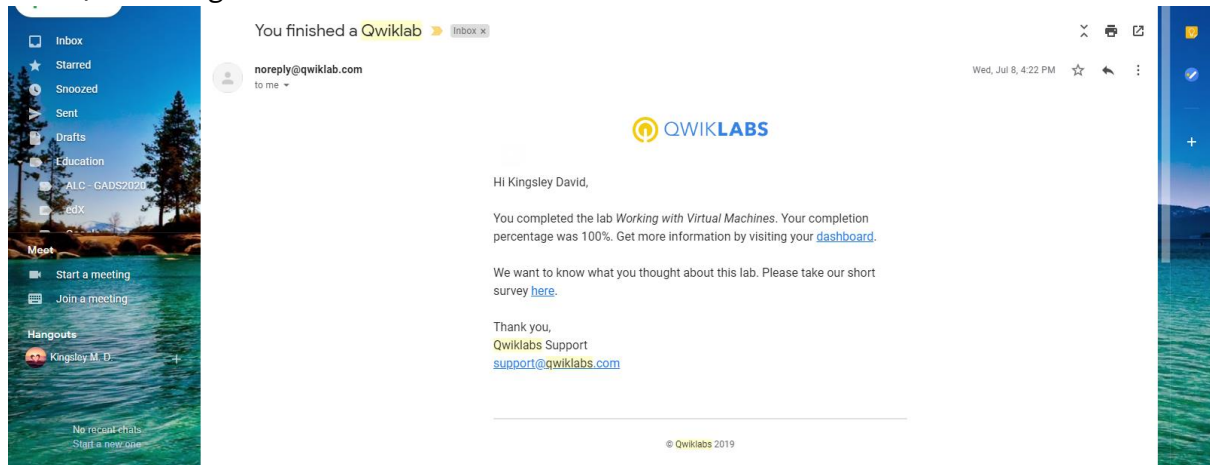 You finished a Qwiklab Inbox x
Inbox
Starred
Snoozed
Sent
Drafts
Education
ALC - GADS2020
edX
Meet
Start a meeting
Join a meeting
Hangouts
Kingsley M. D.
No recent chats
Start a new one
noreply@qwiklab.com
to me
Wed, Jul 8, 4:22 PM
QWIKLABS
Hi Kingsley David,
You completed the lab Working with Virtual Machines. Your completion
percentage was 100%. Get more information by visiting your dashboard.
We want to know what you thought about this lab. Please take our short
survey here.
Thank you,
Qwiklabs Support
support@qwiklabs.com
© Qwiklabs 2019